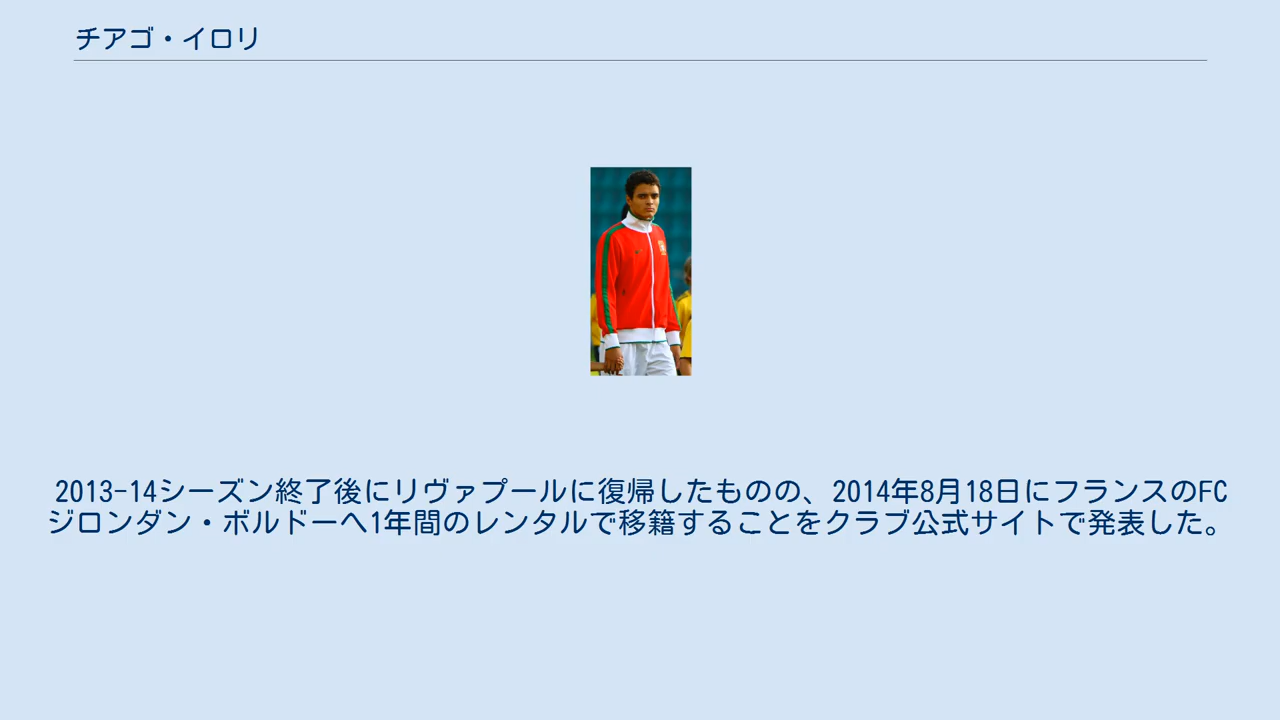 チアゴ・イロリ
2013-14シーズン終了後にリヴァプールに復帰したものの、2014年8月18日にフランスのFC
ジロンダン・ボルドーへ1年間のレンタルで移籍することをクラブ公式サイトで発表した。